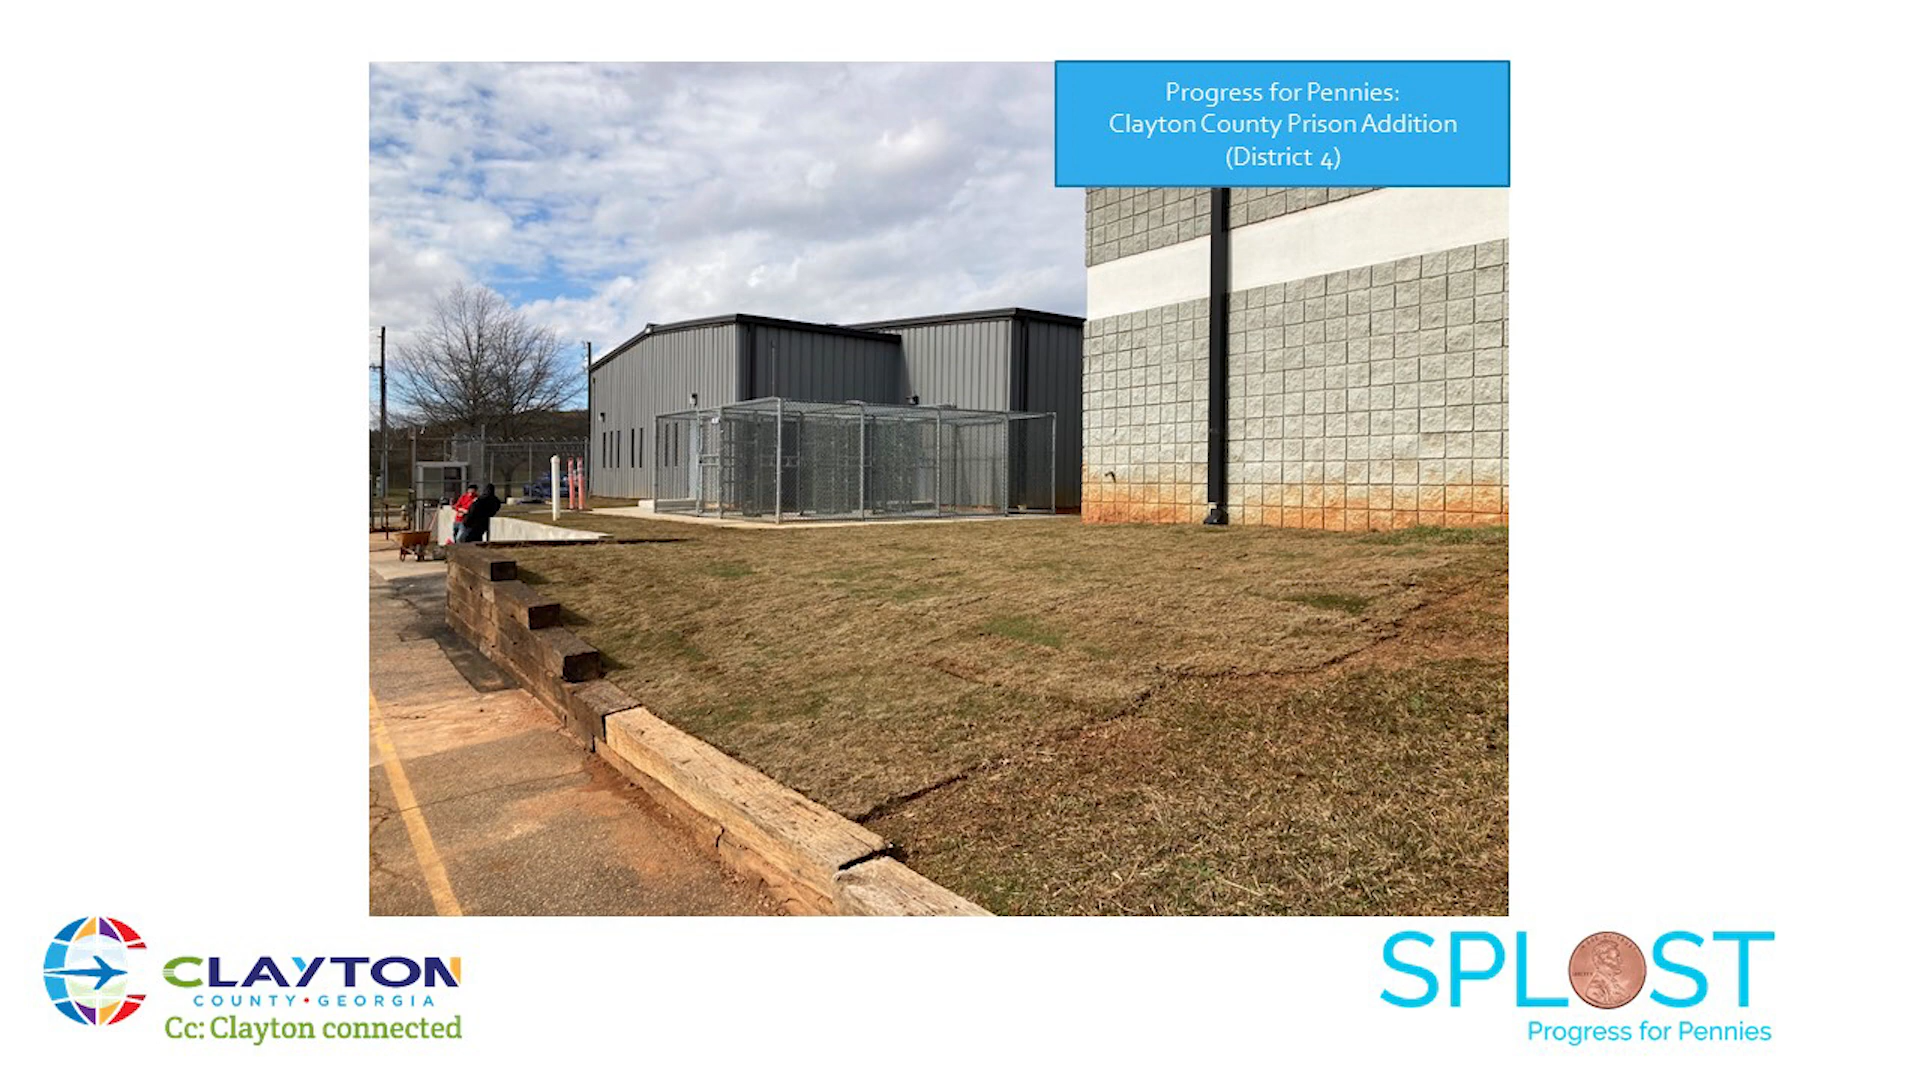 Progress for Pennies:
Clayton County Prison Addition
(District 4)
CLAYTON
COUNTY • GEORGIA
Cc: Clayton connected
SPLOST
Progress for Pennies